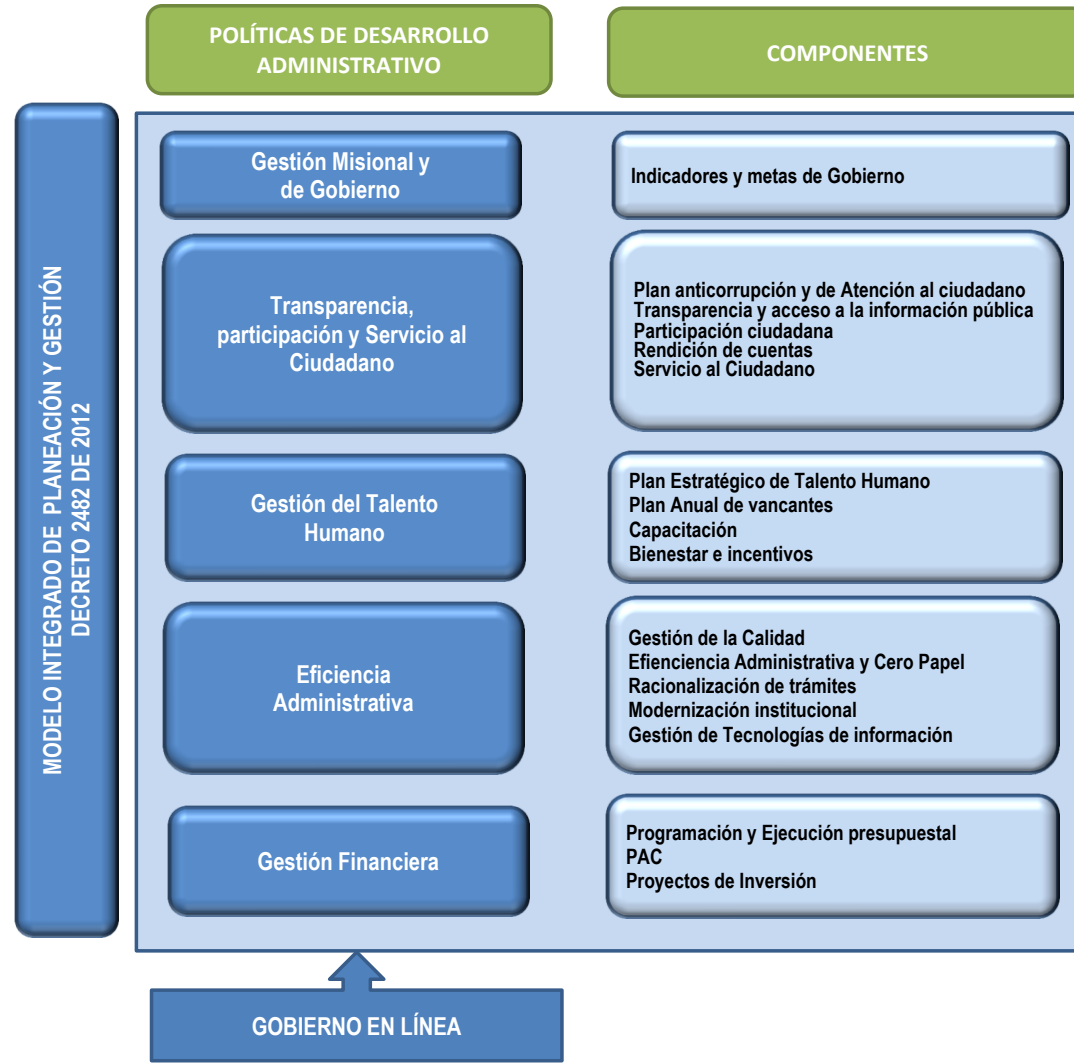 POLÍTICAS DE DESARROLLO
ADMINISTRATIVO
COMPONENTES
MODELO INTEGRADO DE PLANEACIÓN Y GESTIÓN
DECRETO 2482 DE 2012
Gestión Misional y
de Gobierno
Indicadores y metas de Gobierno
Transparencia,
participación y Servicio al
Ciudadano
Plan anticorrupción y de Atención al ciudadano
Transparencia y acceso a la información pública
Participación ciudadana
Rendición de cuentas
Servicio al Ciudadano
Gestión del Talento
Humano
Plan Estratégico de Talento Humano
Plan Anual de vancantes
Capacitación
Bienestar e incentivos
Eficiencia
Administrativa
Gestión de la Calidad
Efienciencia Administrativa y Cero Papel
Racionalización de trámites
Modernización institucional
Gestión de Tecnologías de información
Gestión Financiera
Programación y Ejecución presupuestal
PAC
Proyectos de Inversión
GOBIERNO EN LÍNEA